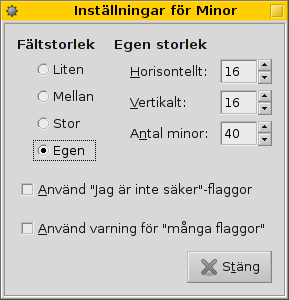 Inställningar för Minor
Fältstorlek
Liten
Mellan
Stor
Egen
Egen storlek
Horisontellt: 16
Vertikalt: 16
Antal minor: 40
Använd "Jag är inte säker"-flaggor
Använd varning för "många flaggor"
Stäng